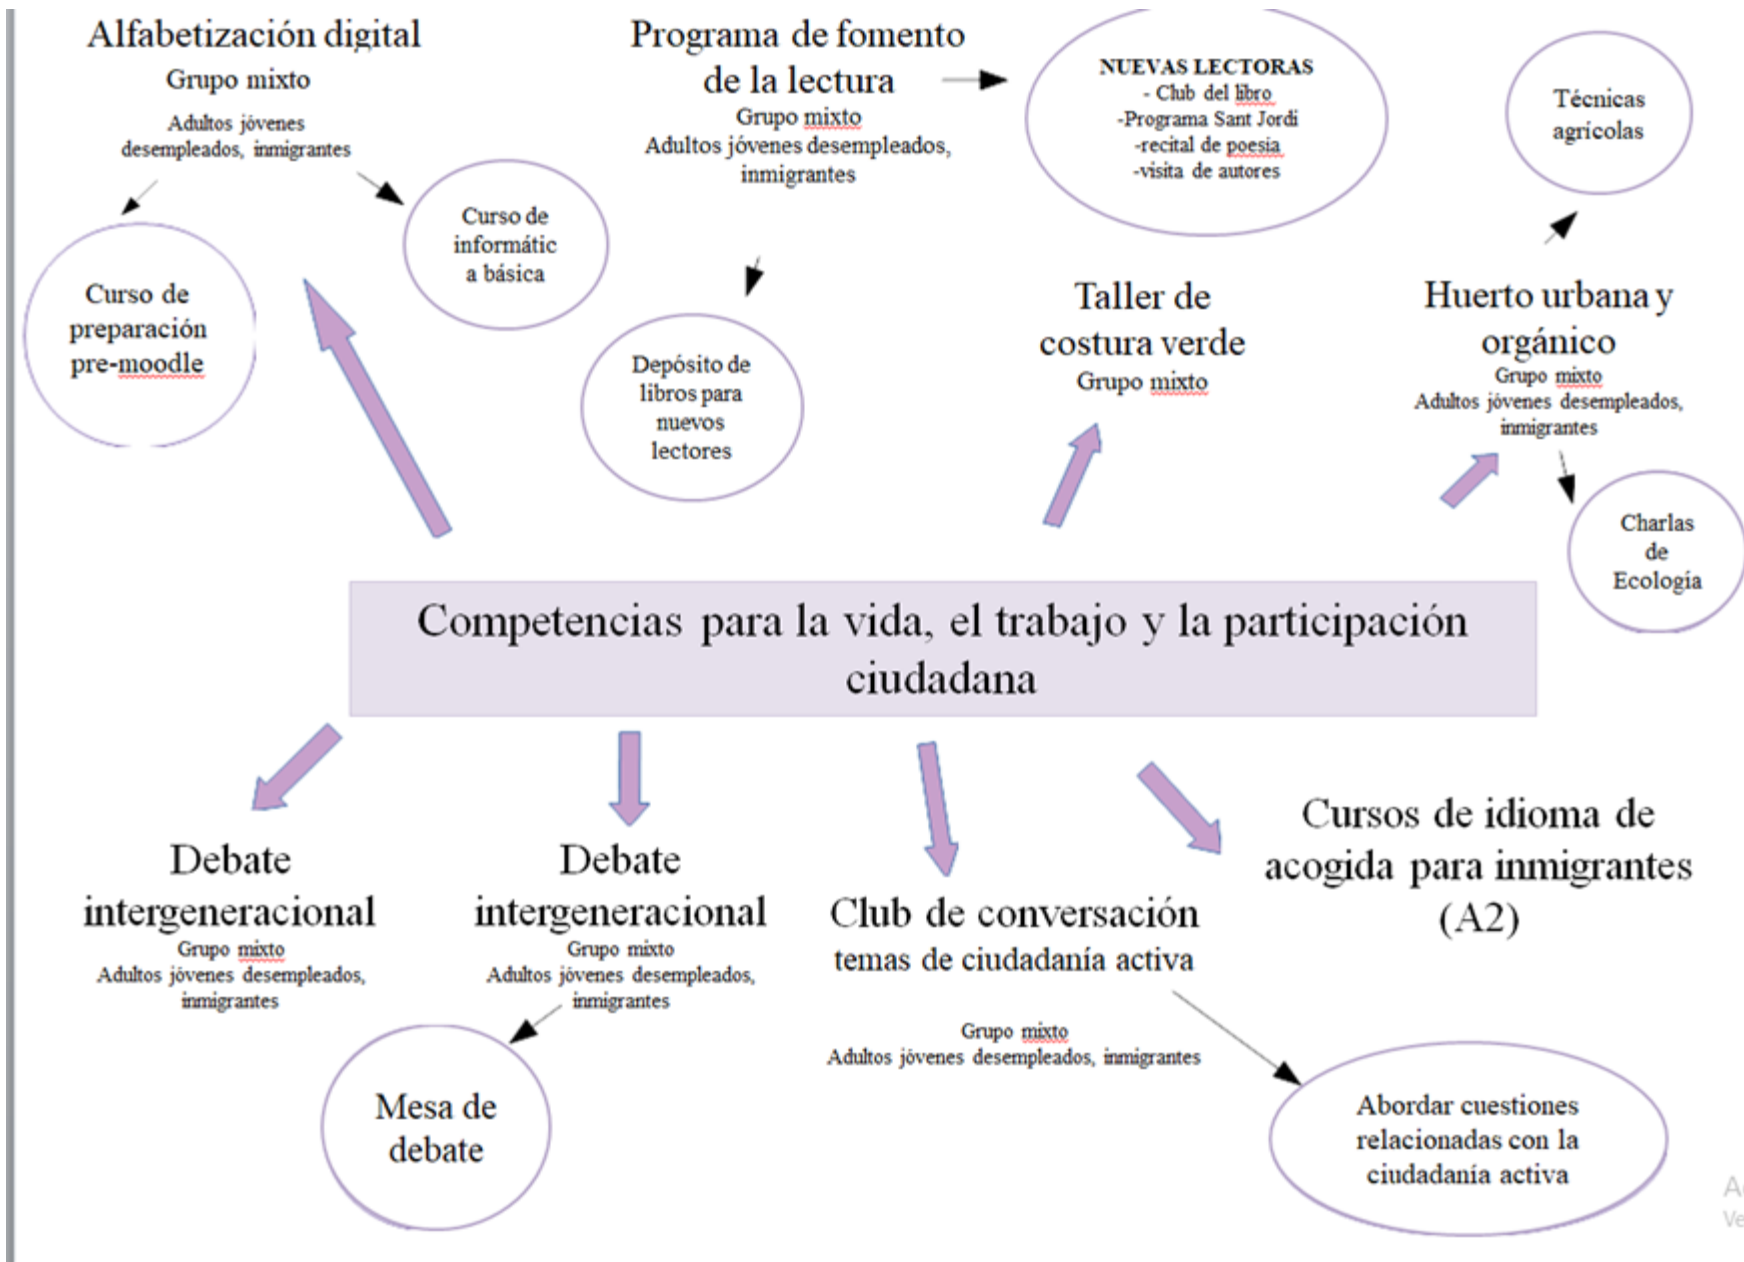 Alfabetización digital
Grupo mixto
Adultos jóvenes
desempleados, inmigrantes
Curso de
preparación
pre-moodle
Curso de
informátic
a básica
Programa de fomento
de la lectura
Grupo mixto
Adultos jóvenes desempleados,
inmigrantes
Depósito de
libros para
nuevos
lectores
NUEVAS LECTORAS
- Club del libro
-Programa Sant Jordi
-recital de poesia
-visita de autores
Taller de
costura verde
Grupo mixto
Técnicas
agrícolas
Huerto urbana y
orgánico
Grupo mixto
Adultos jóvenes desempleados,
inmigrantes
Charlas
de
Ecología
Competencias para la vida, el trabajo y la participación
ciudadana
Debate
intergeneracional
Grupo mixto
Adultos jóvenes desempleados,
inmigrantes
Debate
intergeneracional
Grupo mixto
Adultos jóvenes desempleados,
inmigrantes
Mesa de
debate
Club de conversación
temas de ciudadanía activa
Grupo mixto
Adultos jóvenes desempleados, inmigrantes
Cursos de idioma de
acogida para inmigrantes
(A2)
Abordar cuestiones
relacionadas con la
ciudadanía activa